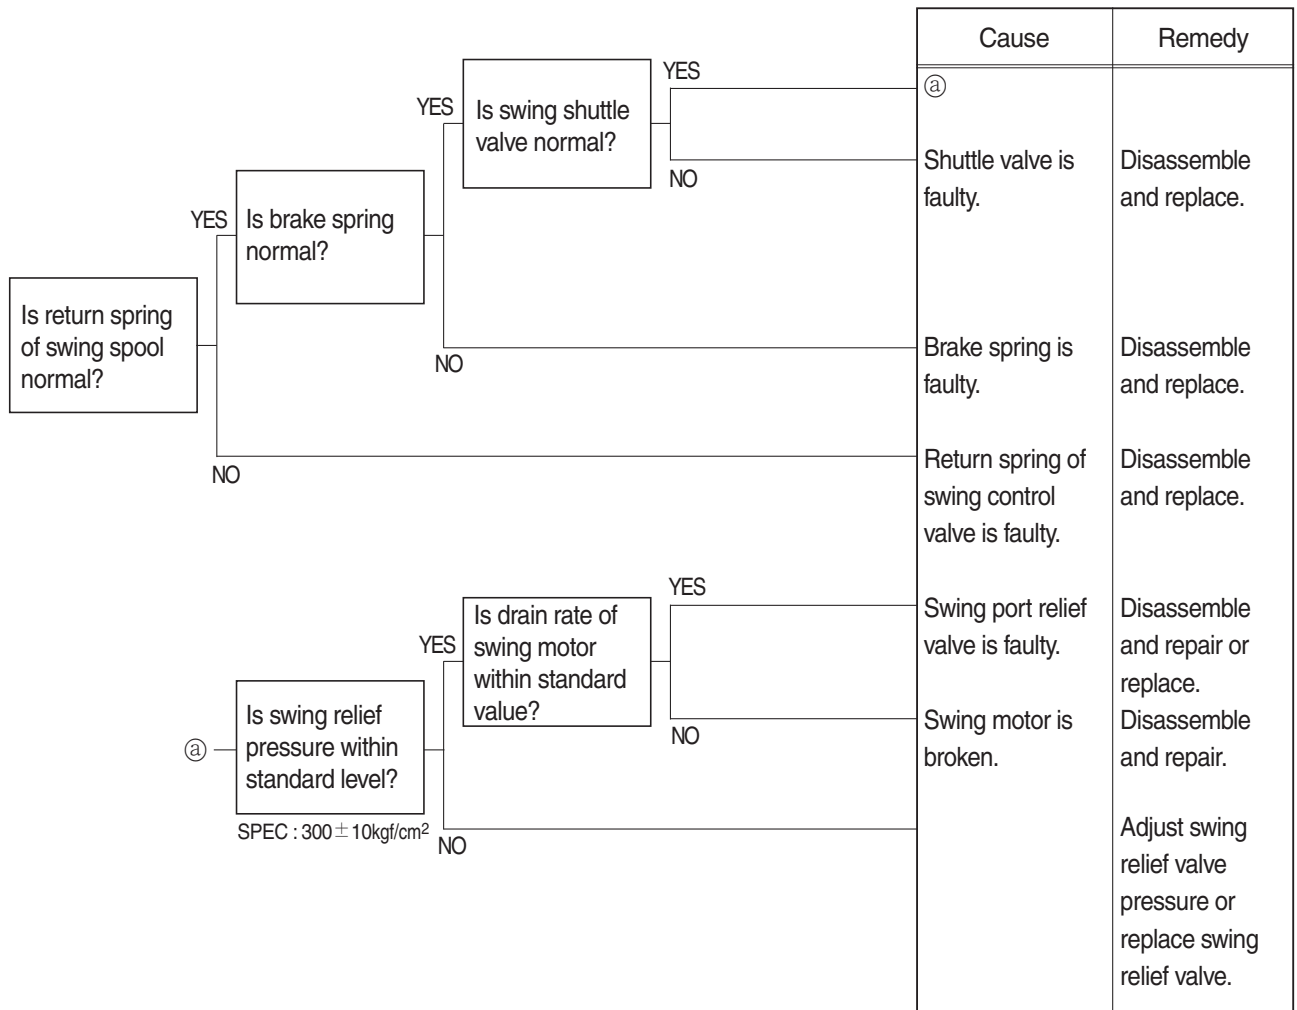 Cause
Remedy
YES
ⓐ
YES
Is swing shuttle
valve normal?
Shuttle valve is
faulty.
Disassemble
and replace.
NO
YES
Is brake spring
normal?
Is return spring
of swing spool
normal?
NO
Brake spring is
faulty.
Disassemble
and replace.
NO
Return spring of
swing control
valve is faulty.
Disassemble
and replace.
YES
Is drain rate of
swing motor
within standard
value?
YES
Swing port relief
valve is faulty.
Disassemble
and repair or
replace.
NO
Swing motor is
broken.
Disassemble
and repair.
ⓐ
Is swing relief
pressure within
standard level?
SPEC : 300±10kgf/cm²
NO
Adjust swing
relief valve
pressure or
replace swing
relief valve.